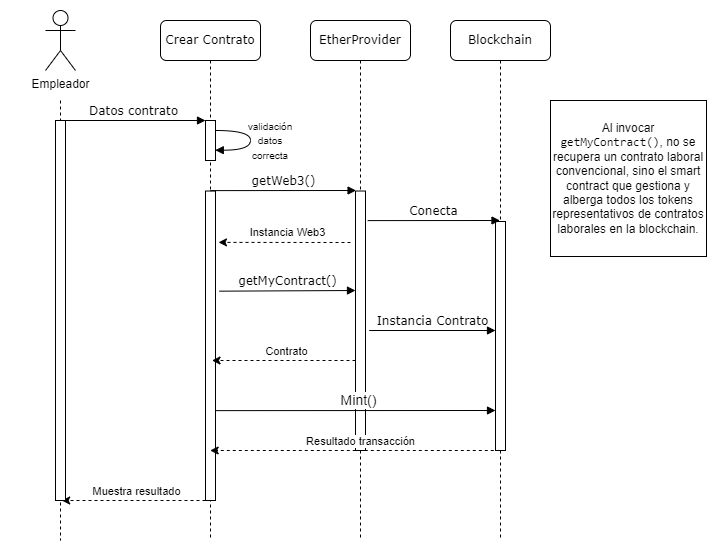 Crear Contrato
EtherProvider
Blockchain
Empleador
Datos contrato
validación
datos
correcta
Al invocar
getMyContract(), no se
recupera un contrato laboral
convencional, sino el smart
contract que gestiona y
alberga todos los tokens
representativos de contratos
laborales en la blockchain.
getWeb3()
Conecta
Instancia Web3
getMyContract()
Instancia Contrato
Contrato
Mint()
Resultado transacción
Muestra resultado